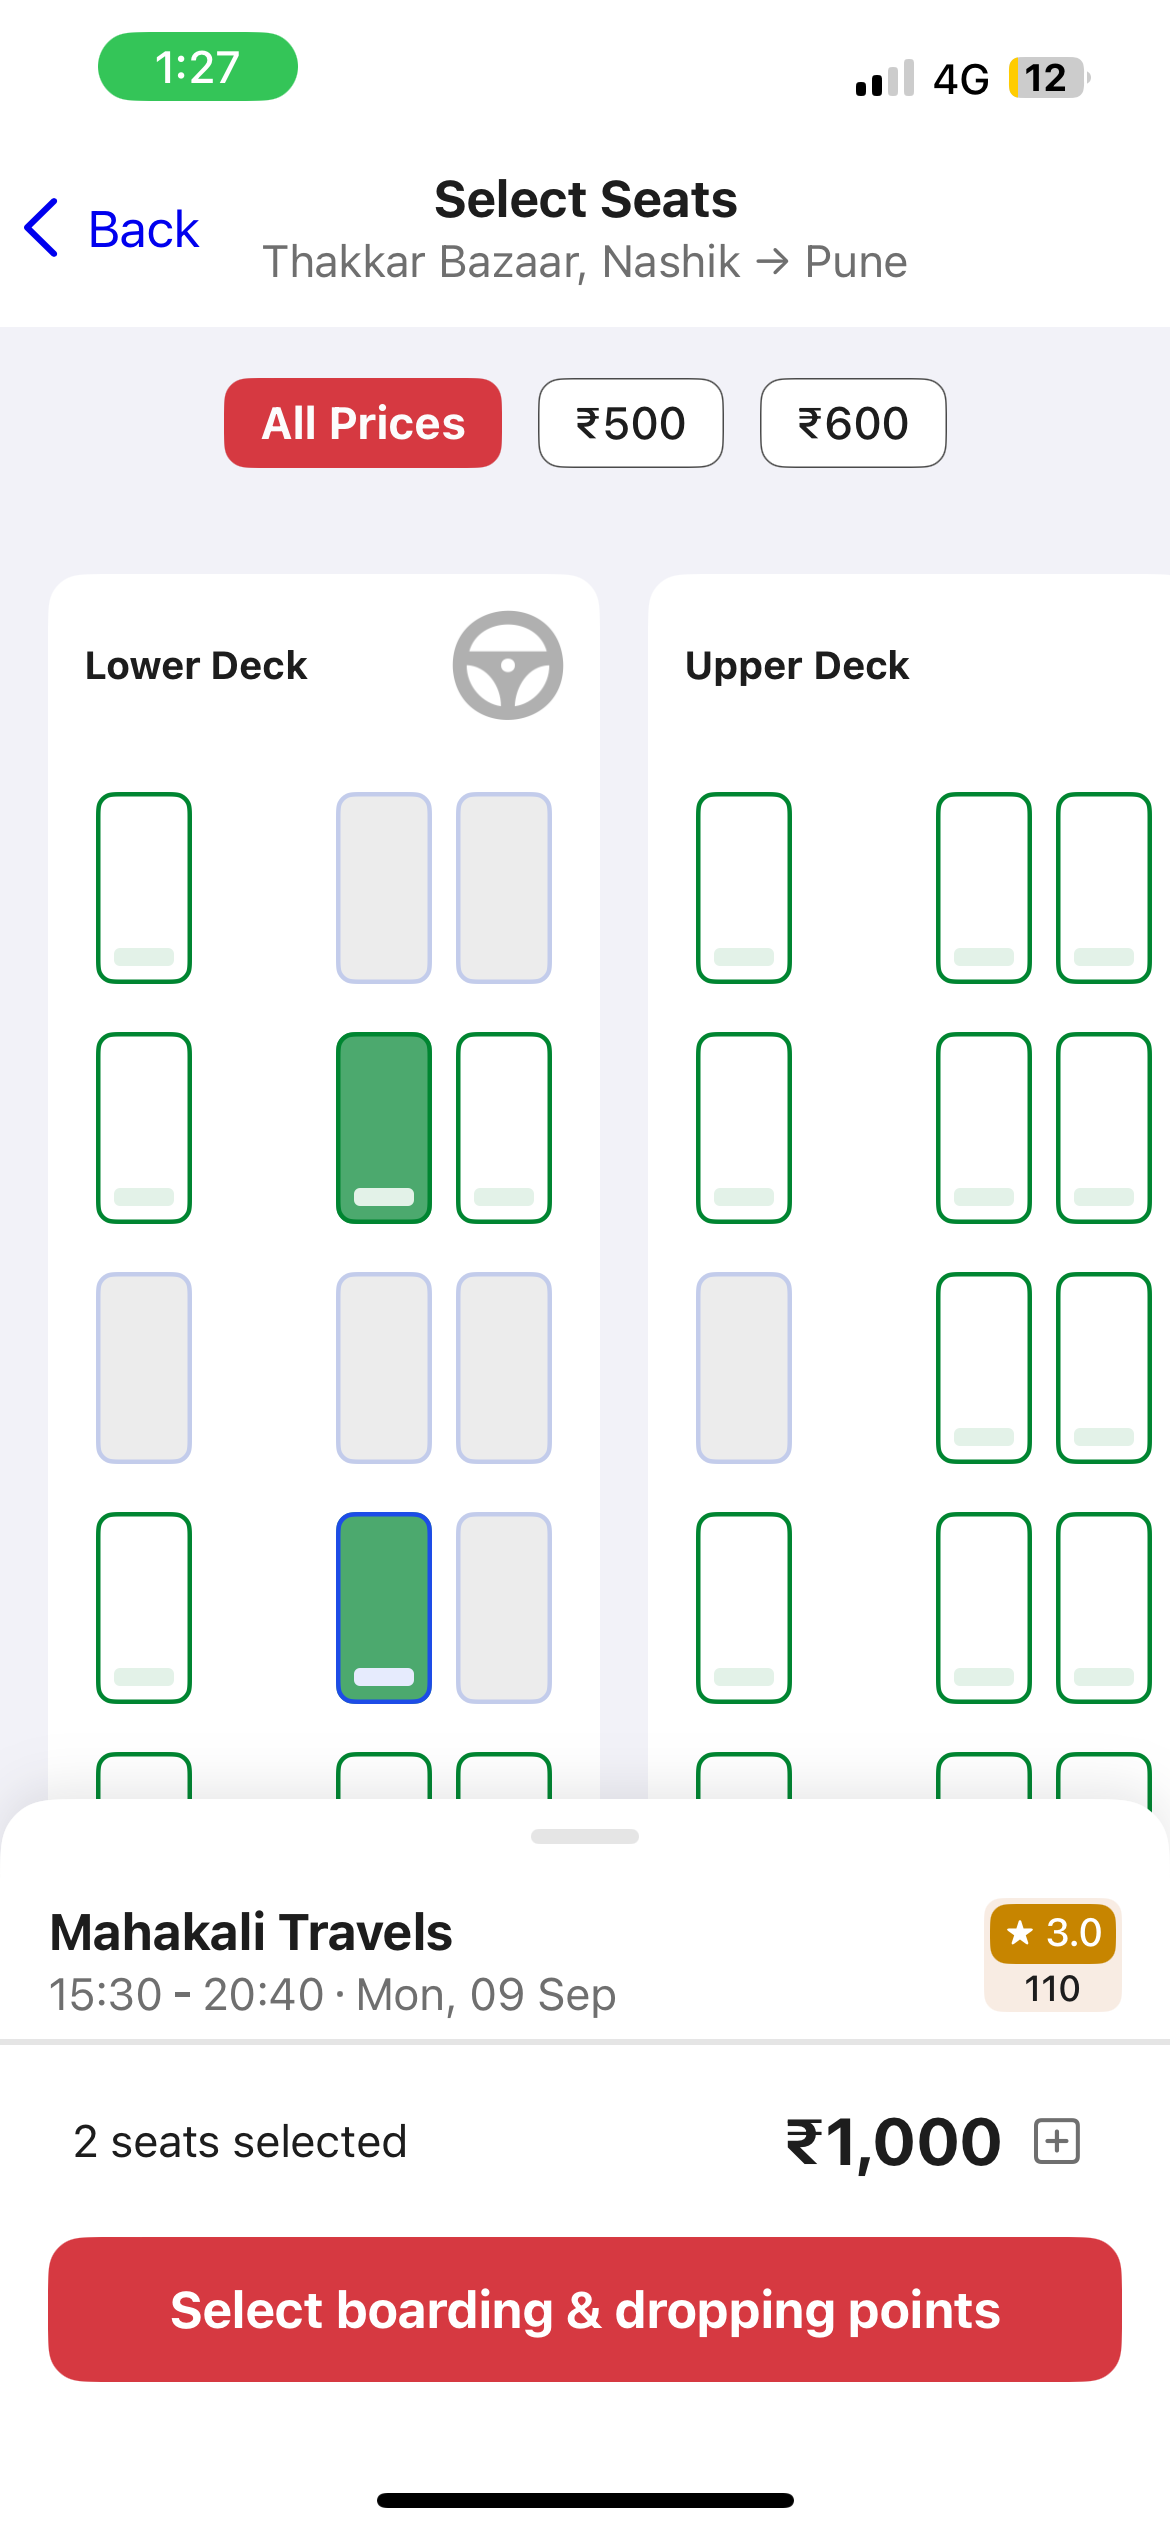 1:27
4G 12
Back
Select Seats
Thakkar Bazaar, Nashik → Pune
All Prices
₹500
₹600
Lower Deck
Upper Deck
Mahakali Travels
15:30 - 20:40 · Mon, 09 Sep
★ 3.0
110
2 seats selected
₹1,000
Select boarding & dropping points